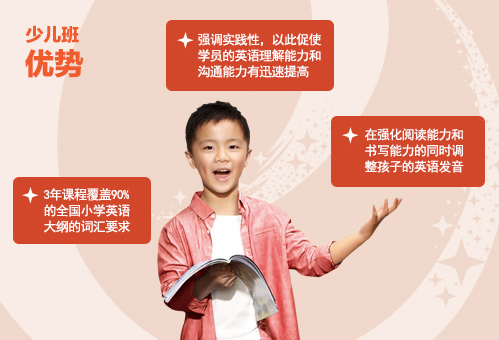 少儿班
优势
强调实践性，以此促使
学员的英语理解能力和
沟通能力有迅速提高
在强化阅读能力和
书写能力的同时调
整孩子的英语发音
3年课程覆盖90%
的全国小学英语
大纲的词汇要求